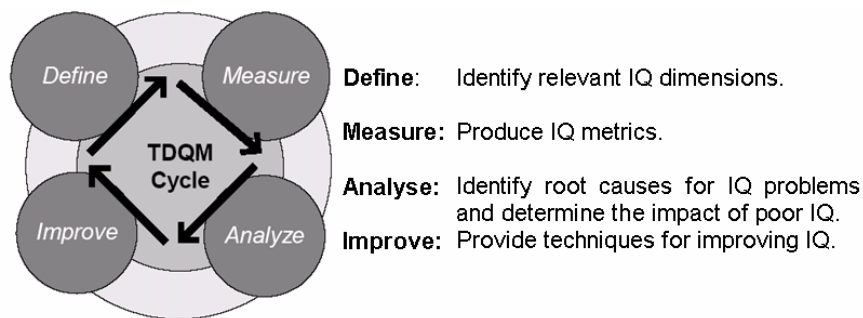 Define
Measure
TDQM
Cycle
Improve
Analyze
Define: Identify relevant IQ dimensions.
Measure: Produce IQ metrics.
Analyse: Identify root causes for IQ problems
and determine the impact of poor IQ.
Improve: Provide techniques for improving IQ.